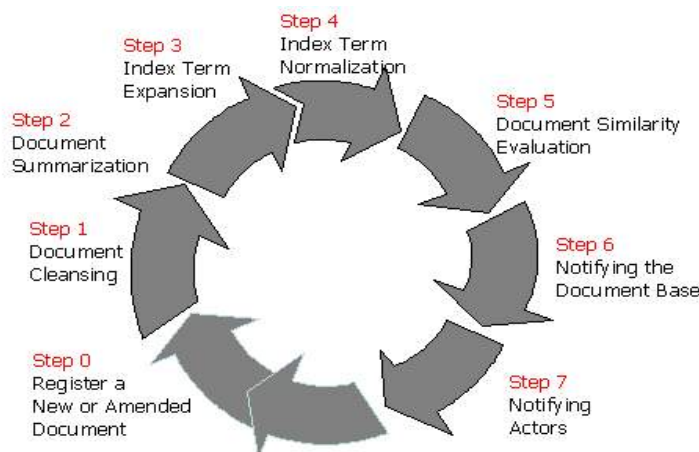 Step 0
Register a
New or Amended
Document
Step 1
Document
Cleansing
Step 2
Document
Summarization
Step 3
Index Term
Expansion
Step 4
Index Term
Normalization
Step 5
Document Similarity
Evaluation
Step 6
Notifying the
Document Base
Step 7
Notifying
Actors